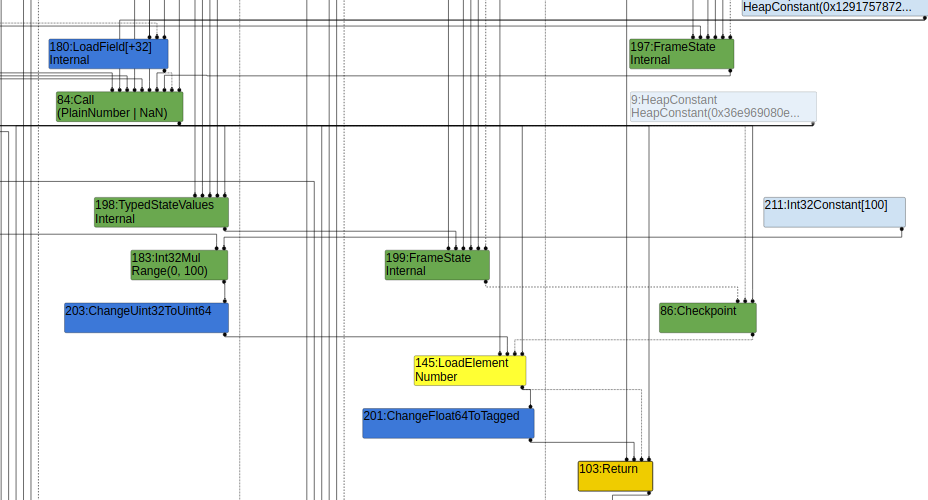 HeapConstant(0x1291757872...
180:LoadField[+32]
Internal
197:FrameState
Internal
84:Call
(PlainNumber | NaN)
9:HeapConstant
HeapConstant(0x36e969080e...
198:TypedStateValues
Internal
211:Int32Constant[100]
183:Int32Mul
Range(0, 100)
199:FrameState
Internal
203:ChangeUint32ToUint64
86:Checkpoint
145:LoadElement
Number
201:ChangeFloat64ToTagged
103:Return